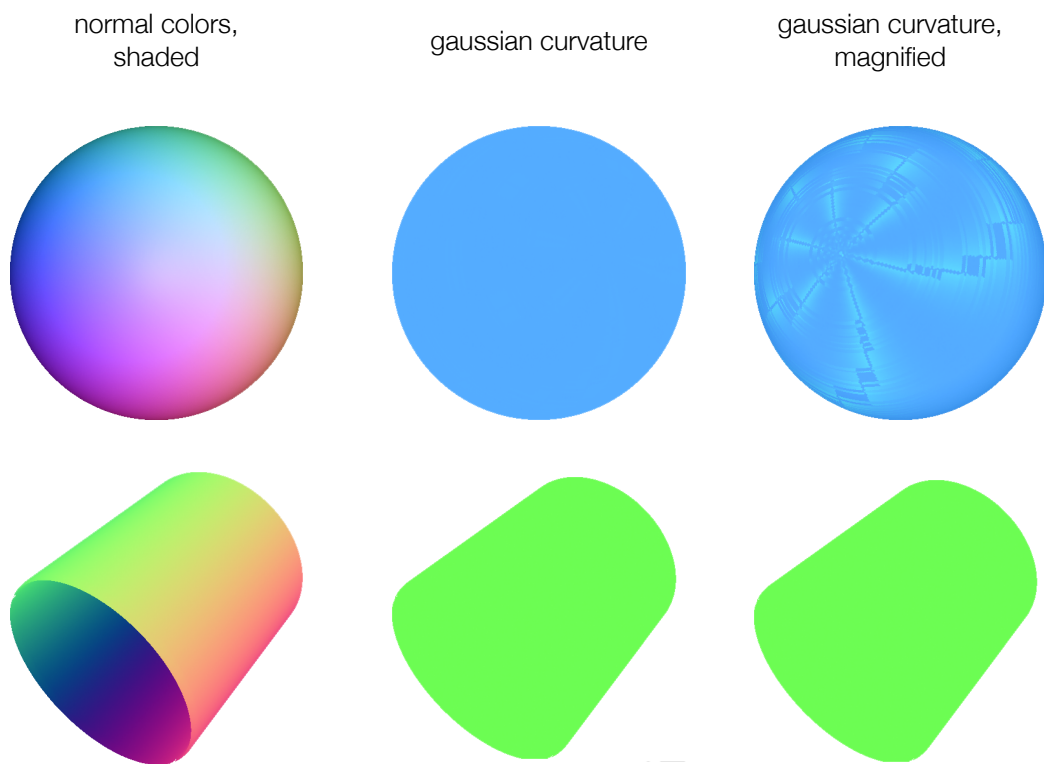 normal colors,
shaded
gaussian curvature
gaussian curvature,
magnified